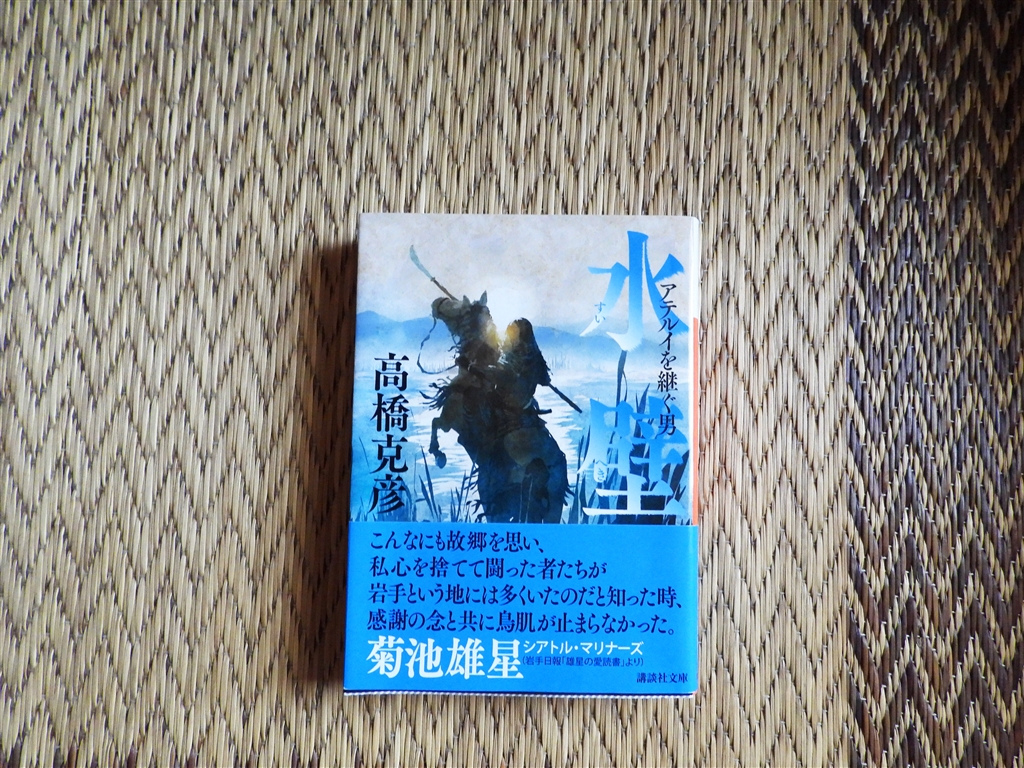 水壁
すい
へき
アテルイを継ぐ男
高橋克彦
こんなにも故郷を思い、
私心を捨てて闘った者たちが
岩手という地には多くいたのだと知った時、
感謝の念と共に鳥肌が止まらなかった。
菊池雄星
シアトル・マリナーズ
(岩手日報「雄星の愛読書」より)
講談社文庫